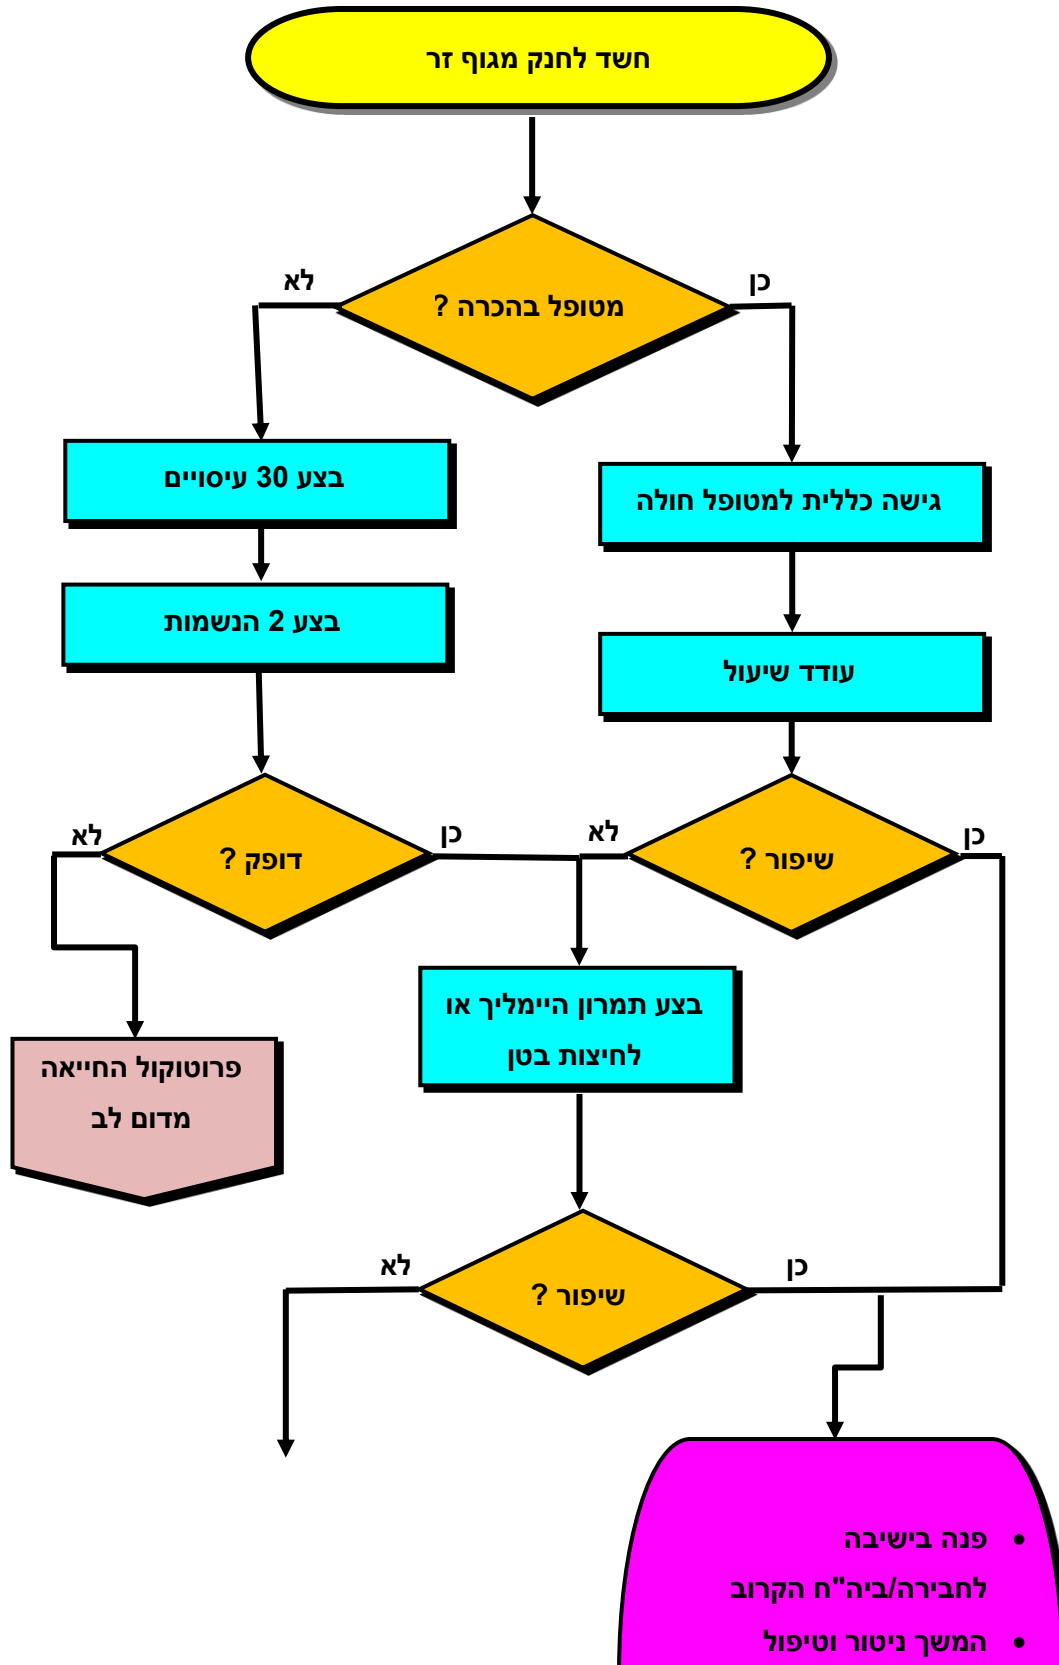 חשד לחנק מגוף זר
מטופל בהכרה ?
כן
לא
בצע 30 עיסויים
גישה כללית למטופל חולה
בצע 2 הנשמות
עודד שיעול
כן
שיפור ?
לא
כן
דופק ?
לא
בצע תמרון היימליך או
לחיצות בטן
פרוטוקול החייאה
מדום לב
כן
שיפור ?
לא
• פנה בישיבה
לחבירה/ביה"ח הקרוב
• המשך ניטור וטיפול